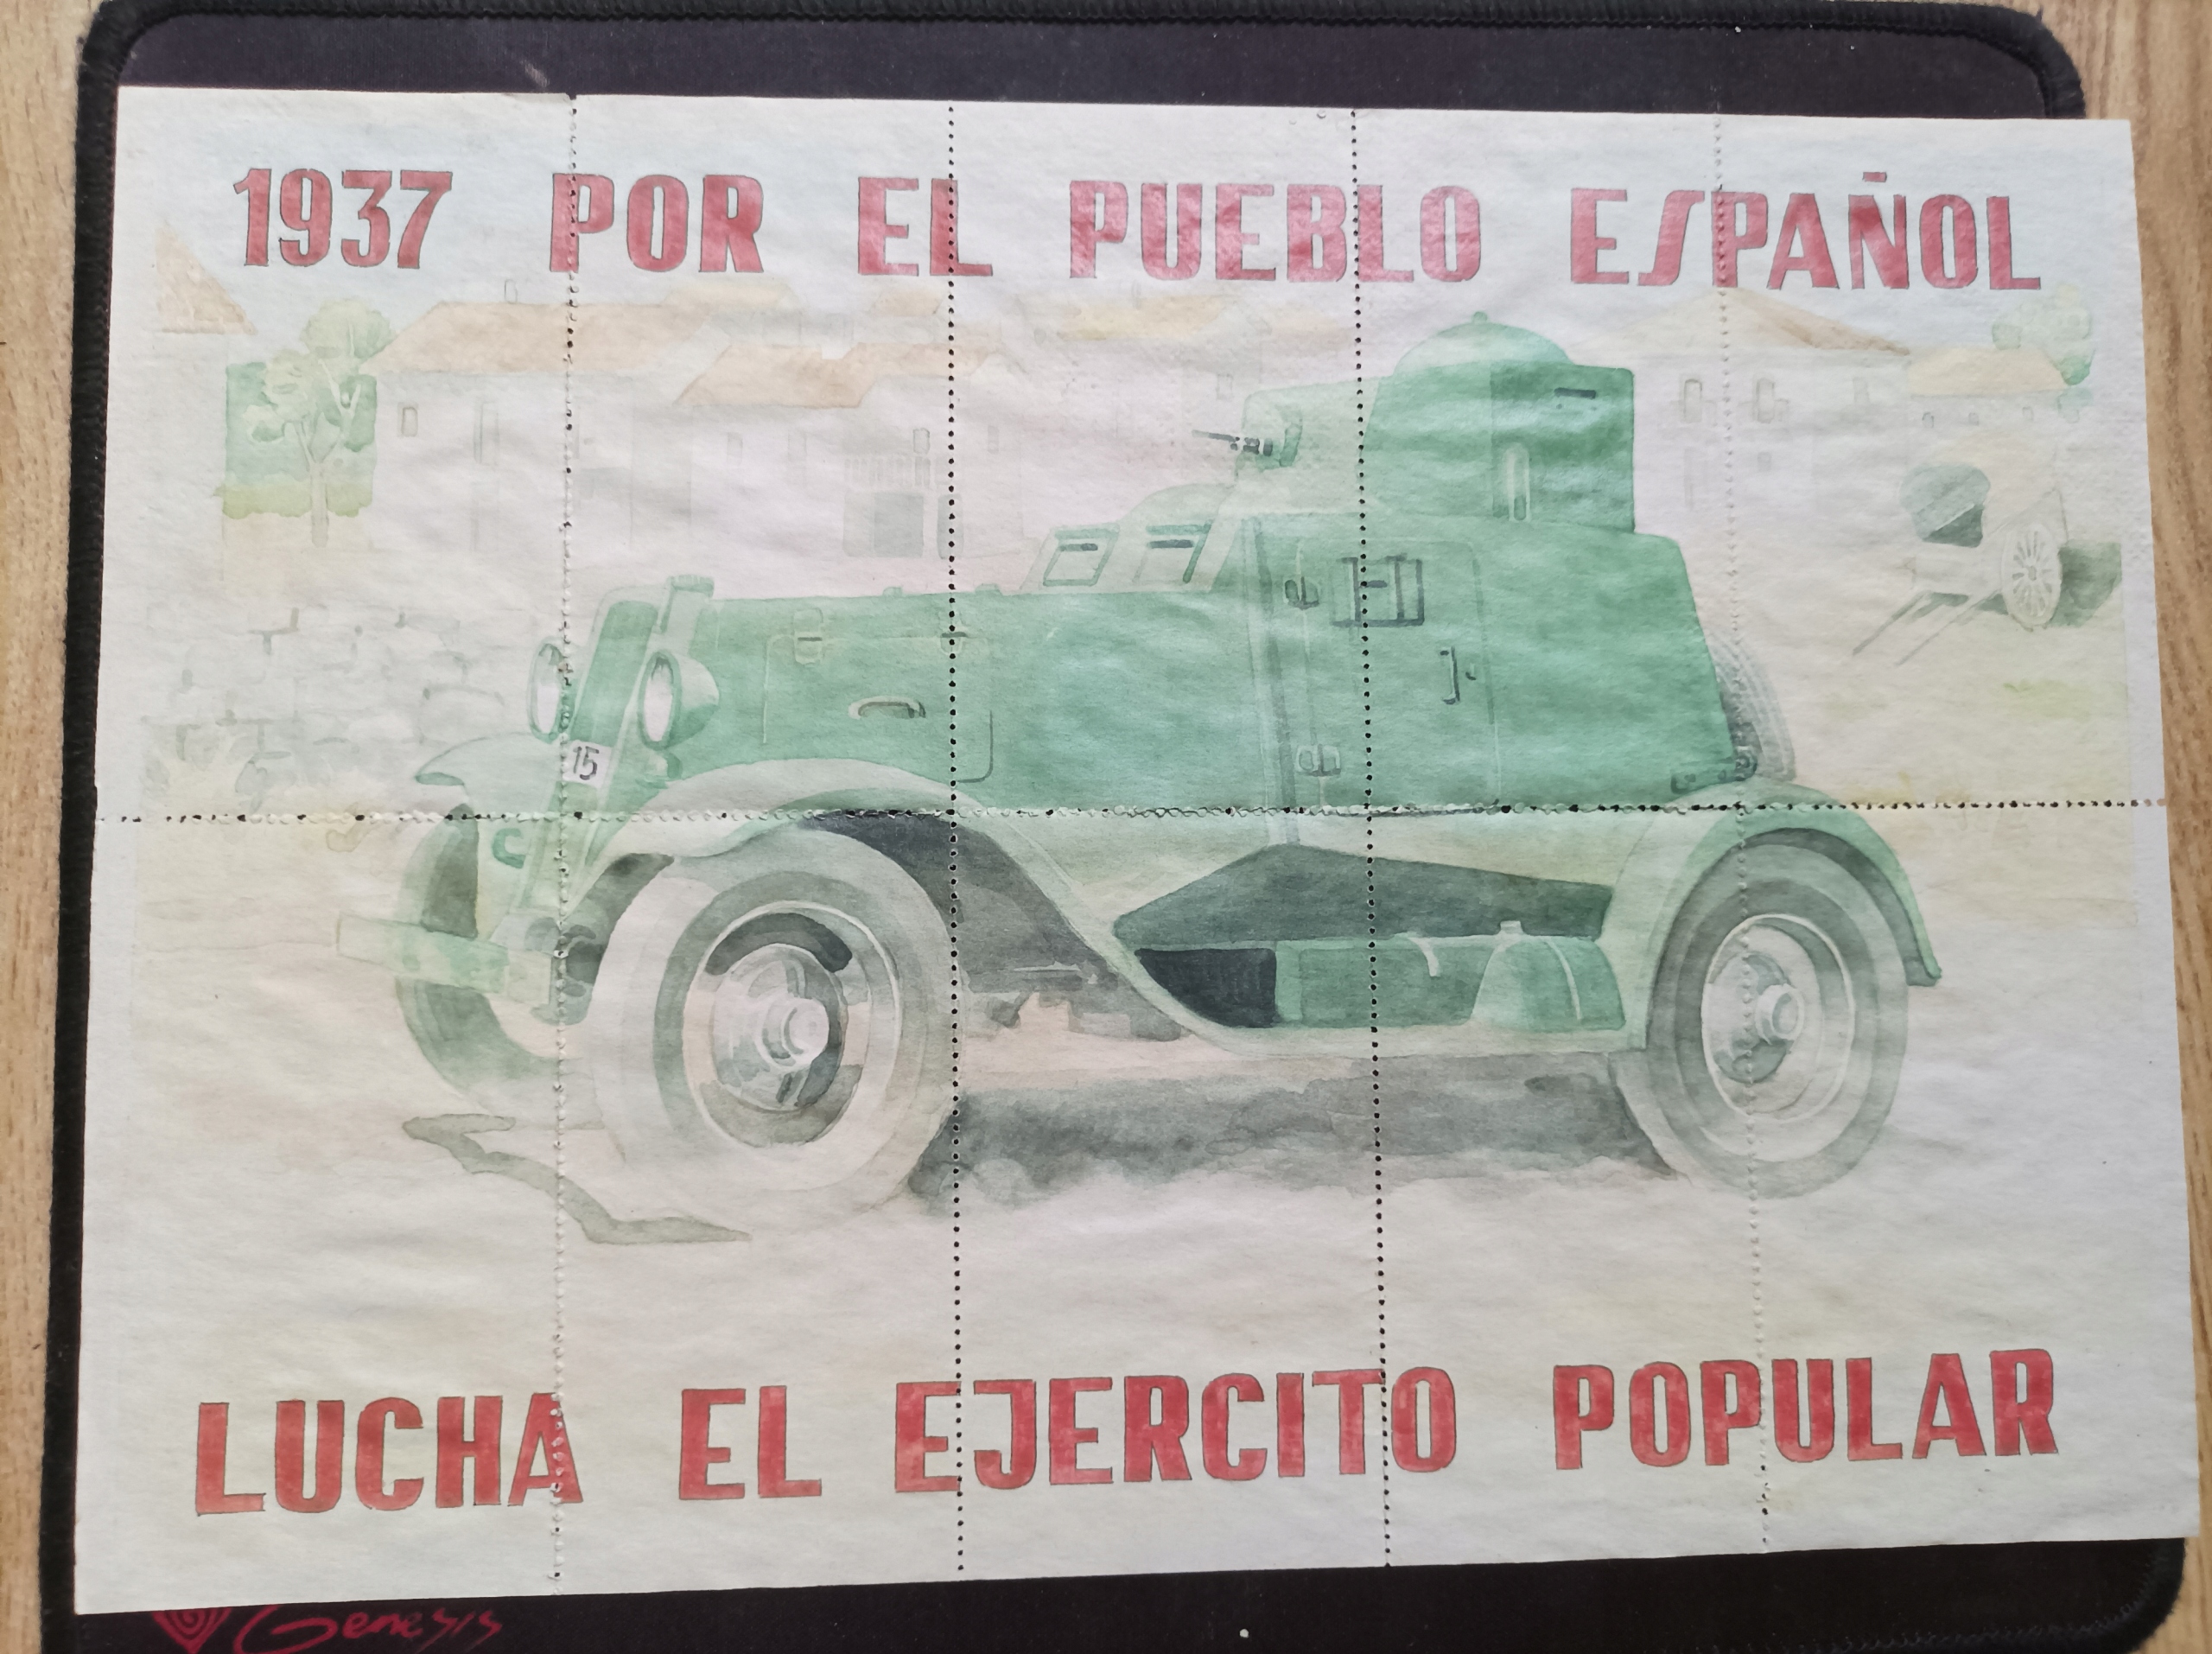 1937 POR EL PUEBLO ESPAÑOL
15
LUCHA EL EJERCITO POPULAR
Genesis